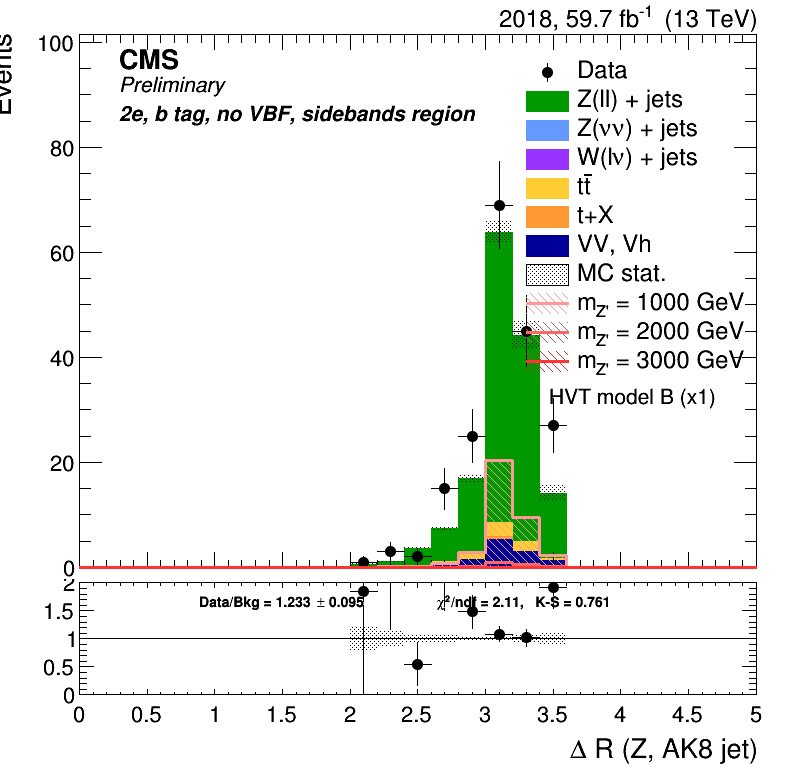 2018, 59.7 fb⁻¹ (13 TeV)
Events
100
80
60
40
20
0
CMS
Preliminary
2e, b tag, no VBF, sidebands region
Data
Z(ll) + jets
Z(νν) + jets
W(lν) + jets
tt̄
t+X
VV, Vh
MC stat.
m_Z' = 1000 GeV
m_Z' = 2000 GeV
m_Z' = 3000 GeV
HVT model B (x1)
2
1.5
1
0.5
0
Data/Bkg = 1.233 ± 0.095
χ²/ndf = 2.11, K-S = 0.761
0 0.5 1 1.5 2 2.5 3 3.5 4 4.5 5
Δ R (Z, AK8 jet)